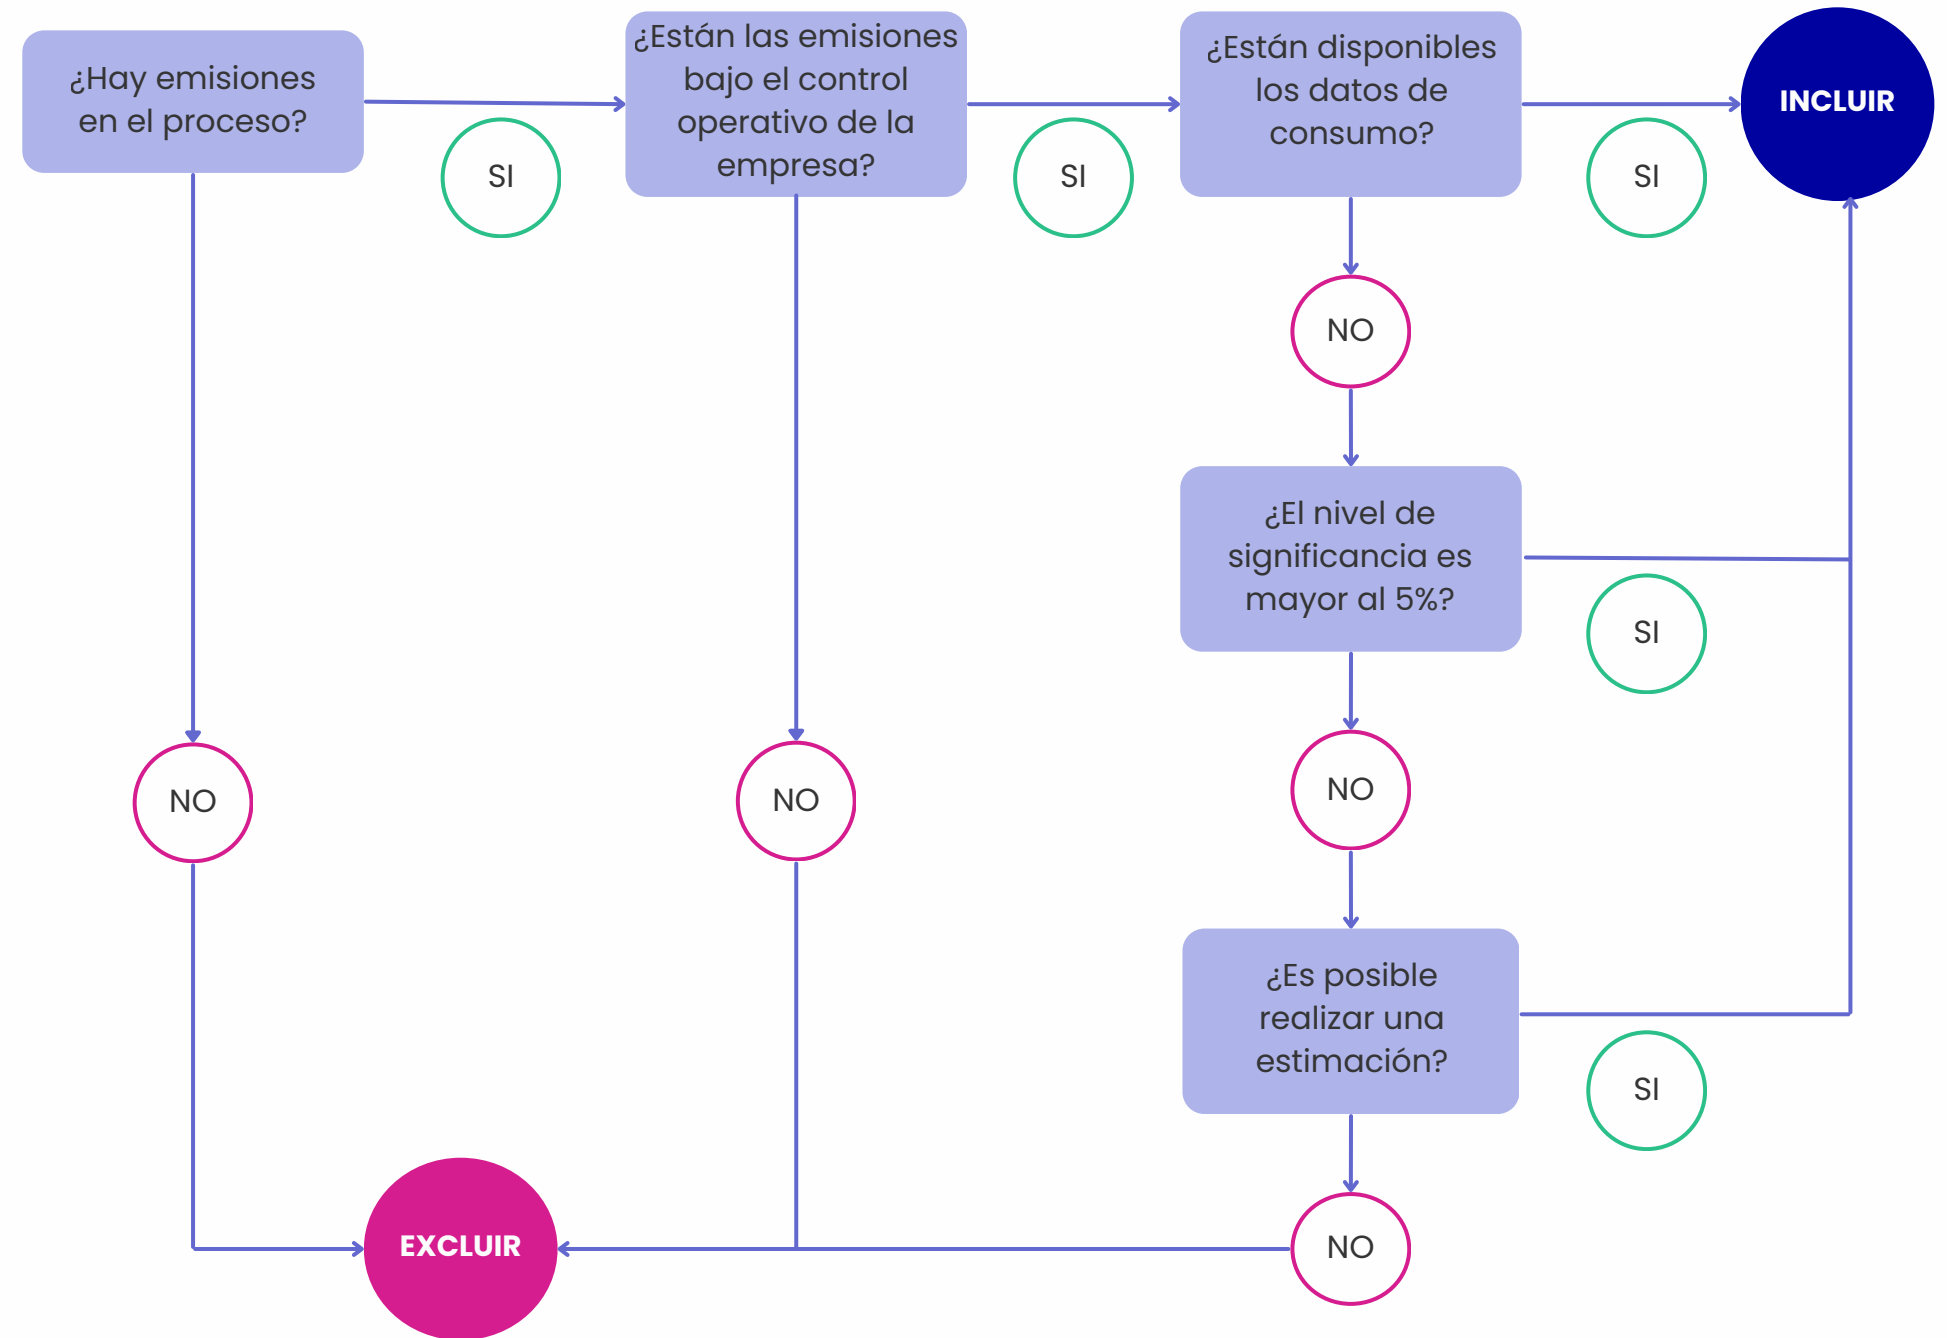 ¿Hay emisiones
en el proceso?
SI
¿Están las emisiones
bajo el control
operativo de la
empresa?
SI
¿Están disponibles
los datos de
consumo?
SI
INCLUIR
NO
¿El nivel de
significancia es
mayor al 5%?
SI
NO
NO
NO
¿Es posible
realizar una
estimación?
SI
EXCLUIR
NO